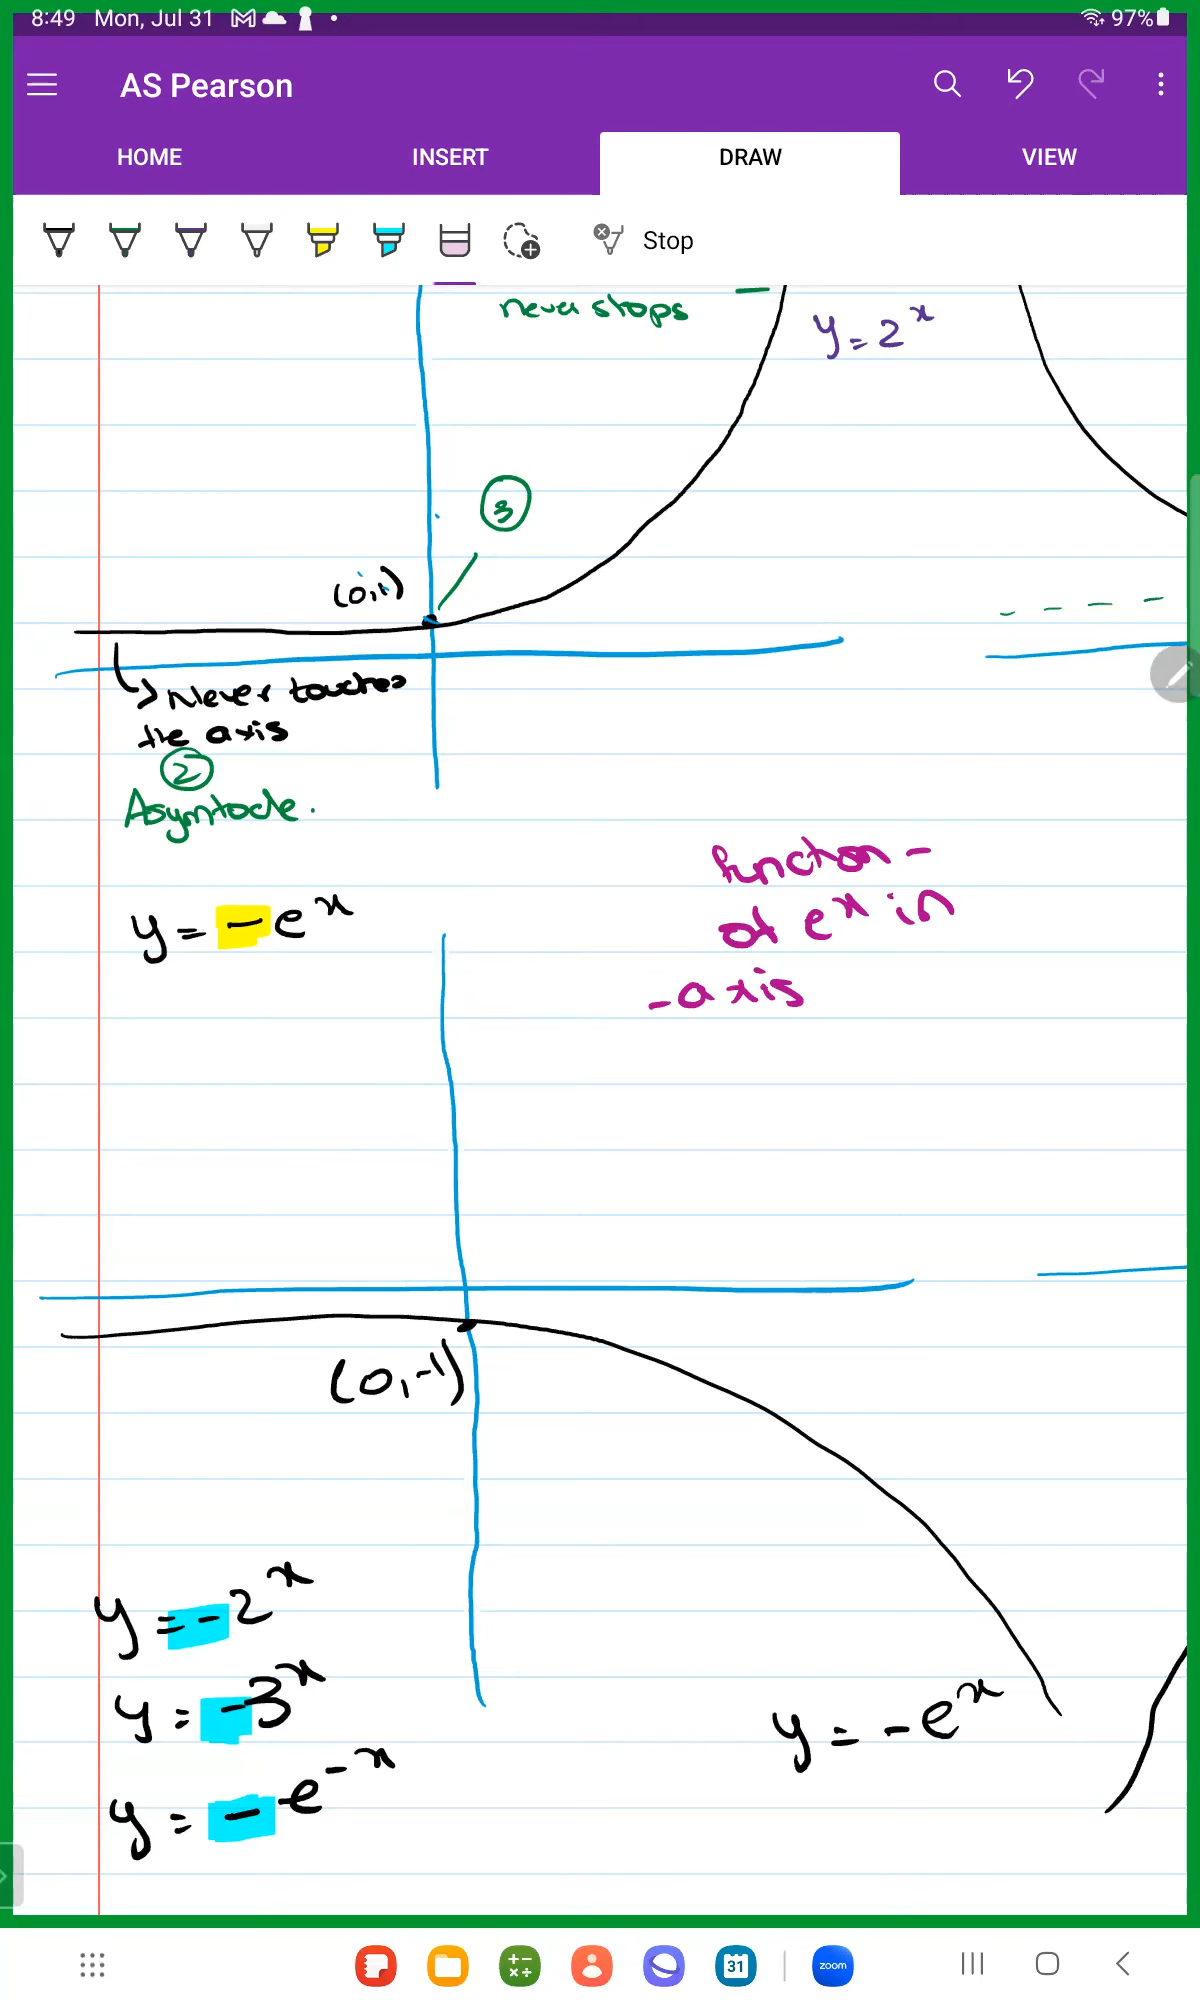 8:49 Mon, Jul 31 97%
AS Pearson
HOME INSERT DRAW VIEW
Stop
never stops
y = 2^x
3
(0,1)
Never touches
the axis
2
Asymtode.
function -
of e^x in
- axis
y = - e^x
(0,-1)
y = -2^x
y = -3^x
y = - e^-x
y = - e^x
31 zoom